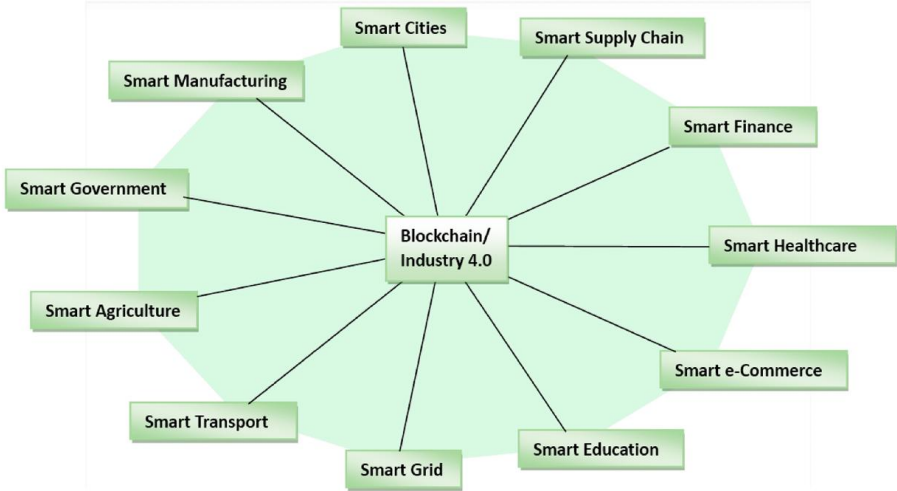 Smart Cities
Smart Supply Chain
Smart Manufacturing
Smart Finance
Smart Government
Blockchain/
Industry 4.0
Smart Healthcare
Smart Agriculture
Smart e-Commerce
Smart Transport
Smart Education
Smart Grid